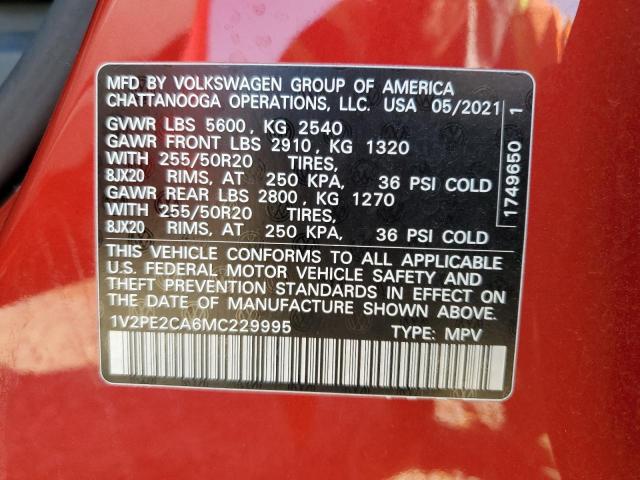 MFD BY VOLKSWAGEN GROUP OF AMERICA
CHATTANOOGA OPERATIONS, LLC. USA 05/2021
GVWR LBS 5600, KG 2540
GAWR FRONT LBS 2910, KG 1320
WITH 255/50R20 TIRES,
8JX20 RIMS, AT 250 KPA, 36 PSI COLD
GAWR REAR LBS 2800, KG 1270
WITH 255/50R20 TIRES,
8JX20 RIMS, AT 250 KPA, 36 PSI COLD
THIS VEHICLE CONFORMS TO ALL APPLICABLE
U.S. FEDERAL MOTOR VEHICLE SAFETY AND
THEFT PREVENTION STANDARDS IN EFFECT ON
THE DATE OF MANUFACTURE SHOWN ABOVE.
1V2PE2CA6MC229995 TYPE: MPV
1749650 1